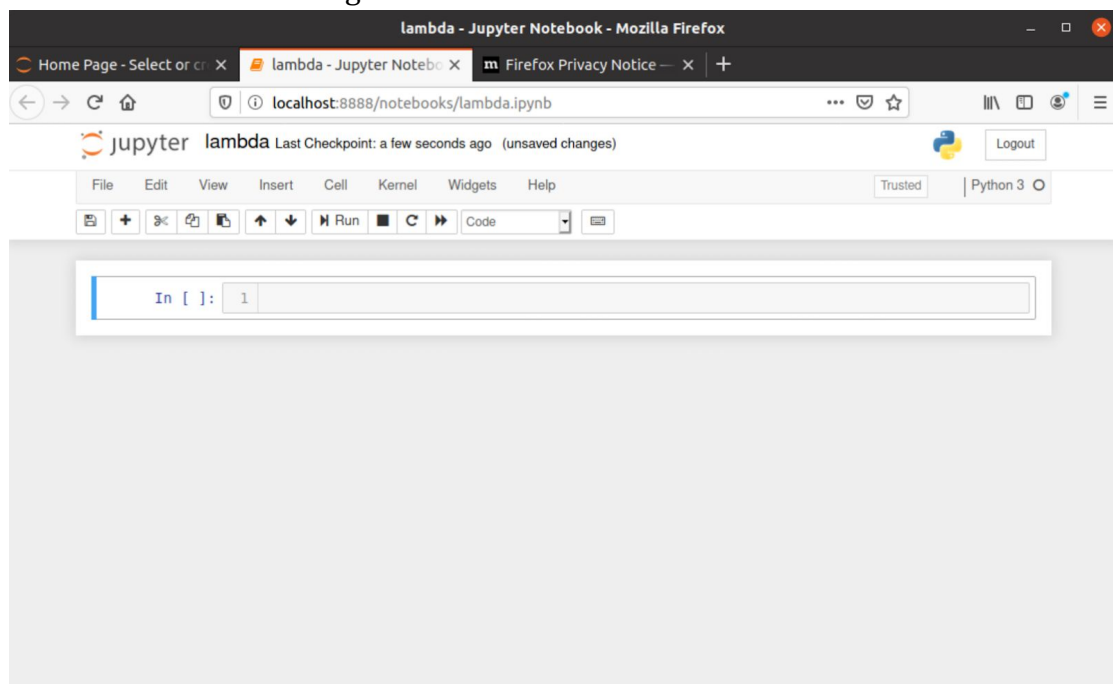 lambda - Jupyter Notebook - Mozilla Firefox
Home Page - Select or cr lambda - Jupyter Notebo m Firefox Privacy Notice —
localhost:8888/notebooks/lambda.ipynb
jupyter lambda Last Checkpoint: a few seconds ago (unsaved changes) Logout
File Edit View Insert Cell Kernel Widgets Help Trusted Python 3
Run Code
In [ ]: 1